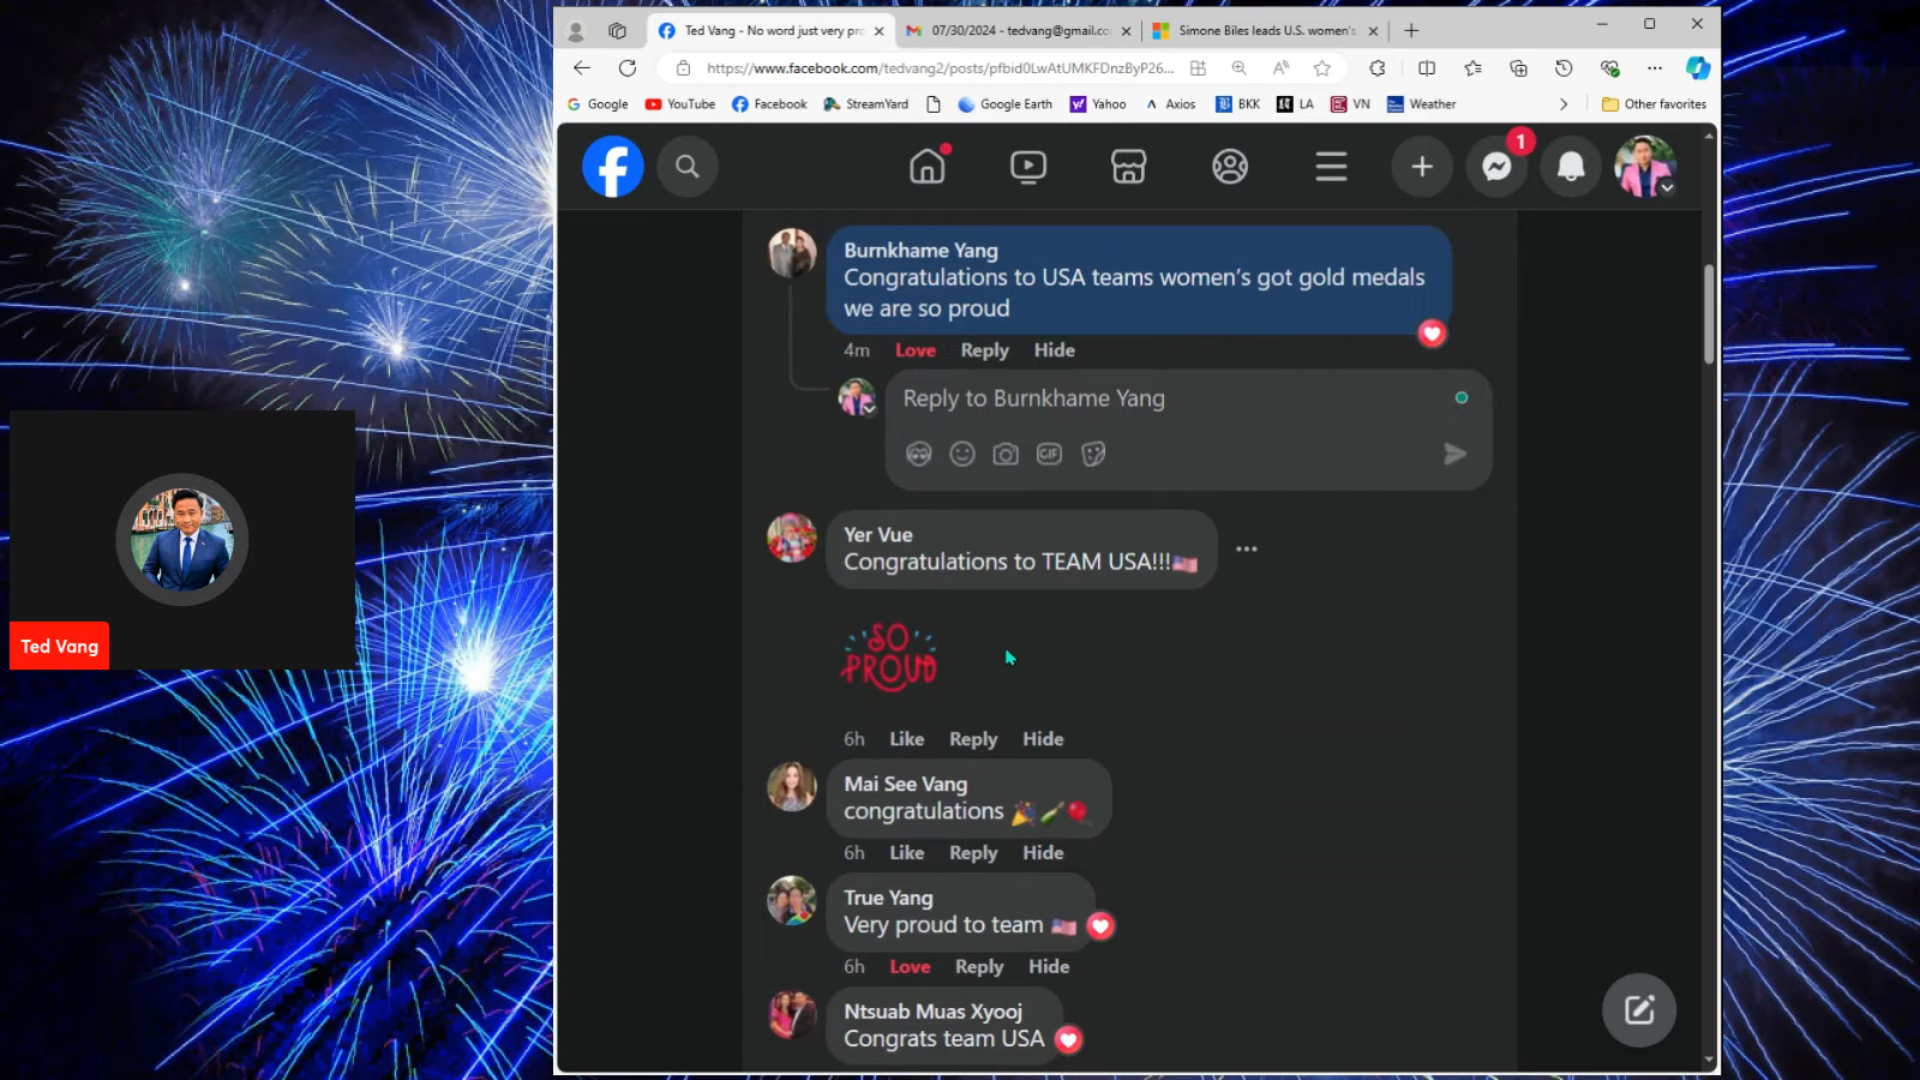 Ted Vang - No word just very pr
07/30/2024 - tedvang@gmail.co
Simone Biles leads U.S. women's
https://www.facebook.com/tedvang2/posts/pfbid0LwAtUMKFDnzByP26...
Google
YouTube
Facebook
StreamYard
Google Earth
Yahoo
Axios
BKK
LA
VN
Weather
Other favorites
1
Burnkhame Yang
Congratulations to USA teams women’s got gold medals
we are so proud
4m Love Reply Hide
Reply to Burnkhame Yang
GIF
Yer Vue
Congratulations to TEAM USA!!!🇺🇸
SO
PROUD
6h Like Reply Hide
Mai See Vang
congratulations 🎉🍾🎈
6h Like Reply Hide
True Yang
Very proud to team 🇺🇸
6h Love Reply Hide
Ntsuab Muas Xyooj
Congrats team USA
Ted Vang